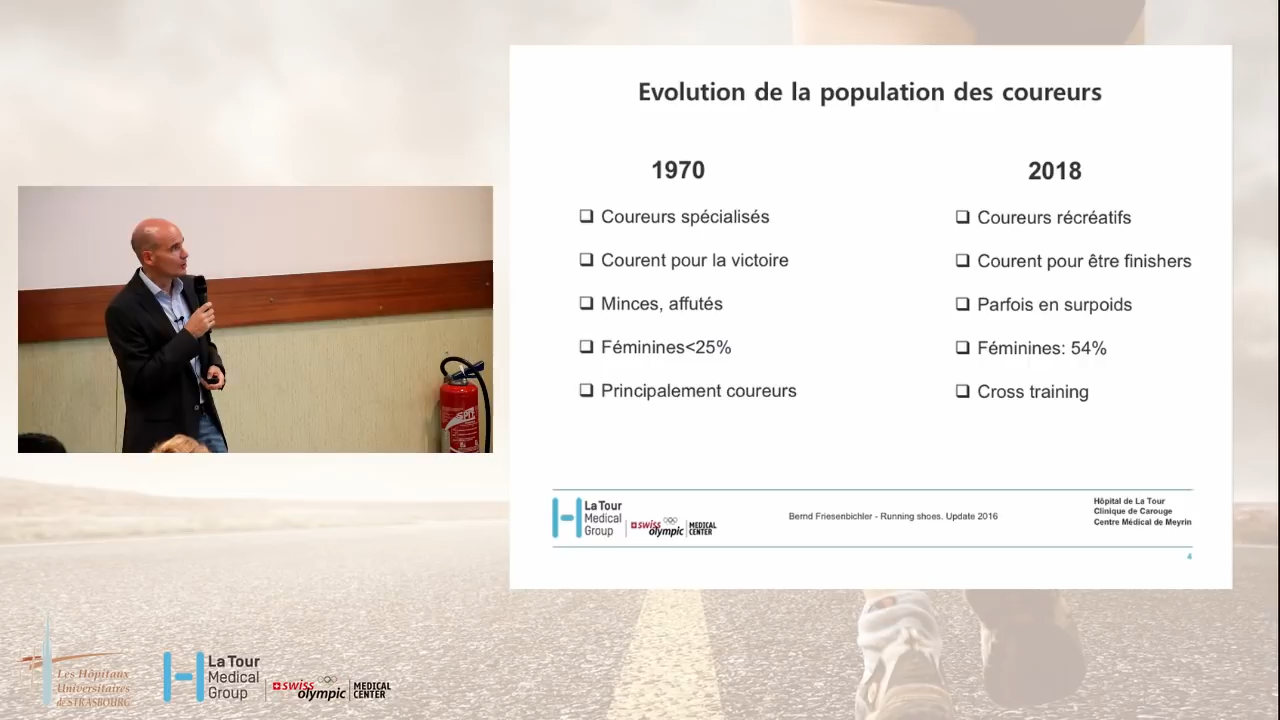 Evolution de la population des coureurs
1970
Coureurs spécialisés
Courent pour la victoire
Minces, affutés
Féminines<25%
Principalement coureurs
2018
Coureurs récréatifs
Courent pour être finishers
Parfois en surpoids
Féminines: 54%
Cross training
La Tour
Medical
Group
swiss
olympic
MEDICAL
CENTER
Bernd Friesenbichler - Running shoes. Update 2016
Hôpital de La Tour
Clinique de Carouge
Centre Médical de Meyrin
4
Les Hôpitaux
Universitaires
de STRASBOURG
La Tour
Medical
Group
swiss
olympic
MEDICAL
CENTER